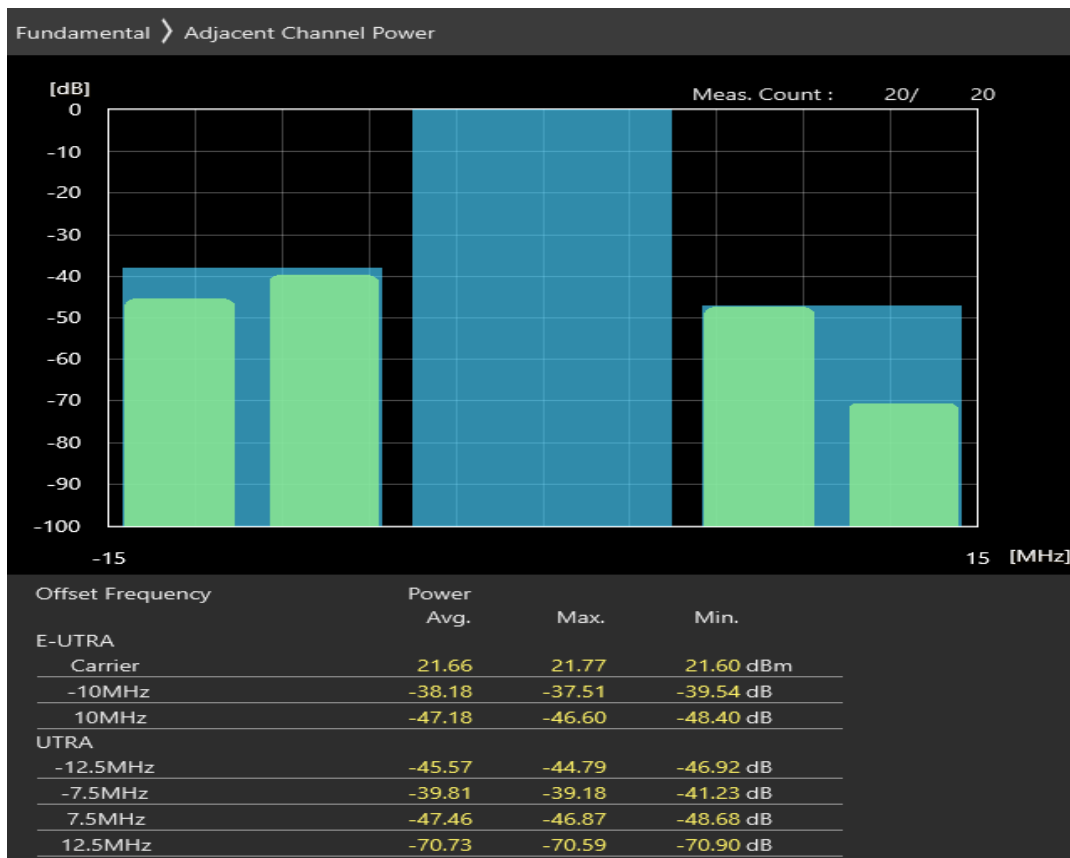 Fundamental 〉 Adjacent Channel Power
[dB]
Meas. Count : 20/ 20
0
-10
-20
-30
-40
-50
-60
-70
-80
-90
-100
-15 15 [MHz]
Offset Frequency Power
Avg. Max. Min.
E-UTRA
Carrier 21.66 21.77 21.60 dBm
-10MHz -38.18 -37.51 -39.54 dB
10MHz -47.18 -46.60 -48.40 dB
UTRA
-12.5MHz -45.57 -44.79 -46.92 dB
-7.5MHz -39.81 -39.18 -41.23 dB
7.5MHz -47.46 -46.87 -48.68 dB
12.5MHz -70.73 -70.59 -70.90 dB